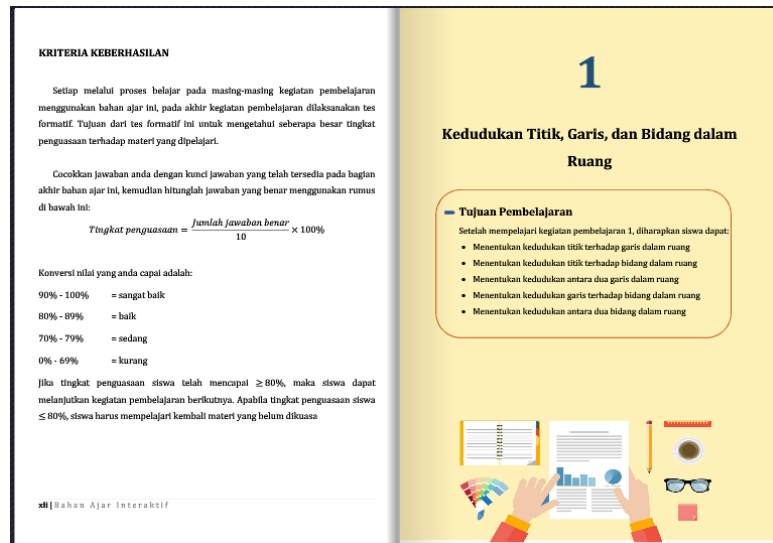 KRITERIA KEBERHASILAN
Setiap melalui proses belajar pada masing-masing kegiatan pembelajaran
menggunakan bahan ajar ini, pada akhir kegiatan pembelajaran dilaksanakan tes
formatif. Tujuan dari tes formatif ini untuk mengetahui seberapa besar tingkat
penguasaan terhadap materi yang dipelajari.
Cocokkan jawaban anda dengan kunci jawaban yang telah tersedia pada bagian
akhir bahan ajar ini, kemudian hitunglah jawaban yang benar menggunakan rumus
di bawah ini:
Tingkat penguasaan = Jumlah jawaban benar / 10 × 100%
Konversi nilai yang anda capai adalah:
90% - 100% = sangat baik
80% - 89% = baik
70% - 79% = sedang
0% - 69% = kurang
Jika tingkat penguasaan siswa telah mencapai ≥ 80%, maka siswa dapat
melanjutkan kegiatan pembelajaran berikutnya. Apabila tingkat penguasaan siswa
≤ 80%, siswa harus mempelajari kembali materi yang belum dikuasa
xii | Bahan Ajar Interaktif
1
Kedudukan Titik, Garis, dan Bidang dalam
Ruang
Tujuan Pembelajaran
Setelah mempelajari kegiatan pembelajaran 1, diharapkan siswa dapat:
• Menentukan kedudukan titik terhadap garis dalam ruang
• Menentukan kedudukan titik terhadap bidang dalam ruang
• Menentukan kedudukan antara dua garis dalam ruang
• Menentukan kedudukan garis terhadap bidang dalam ruang
• Menentukan kedudukan antara dua bidang dalam ruang